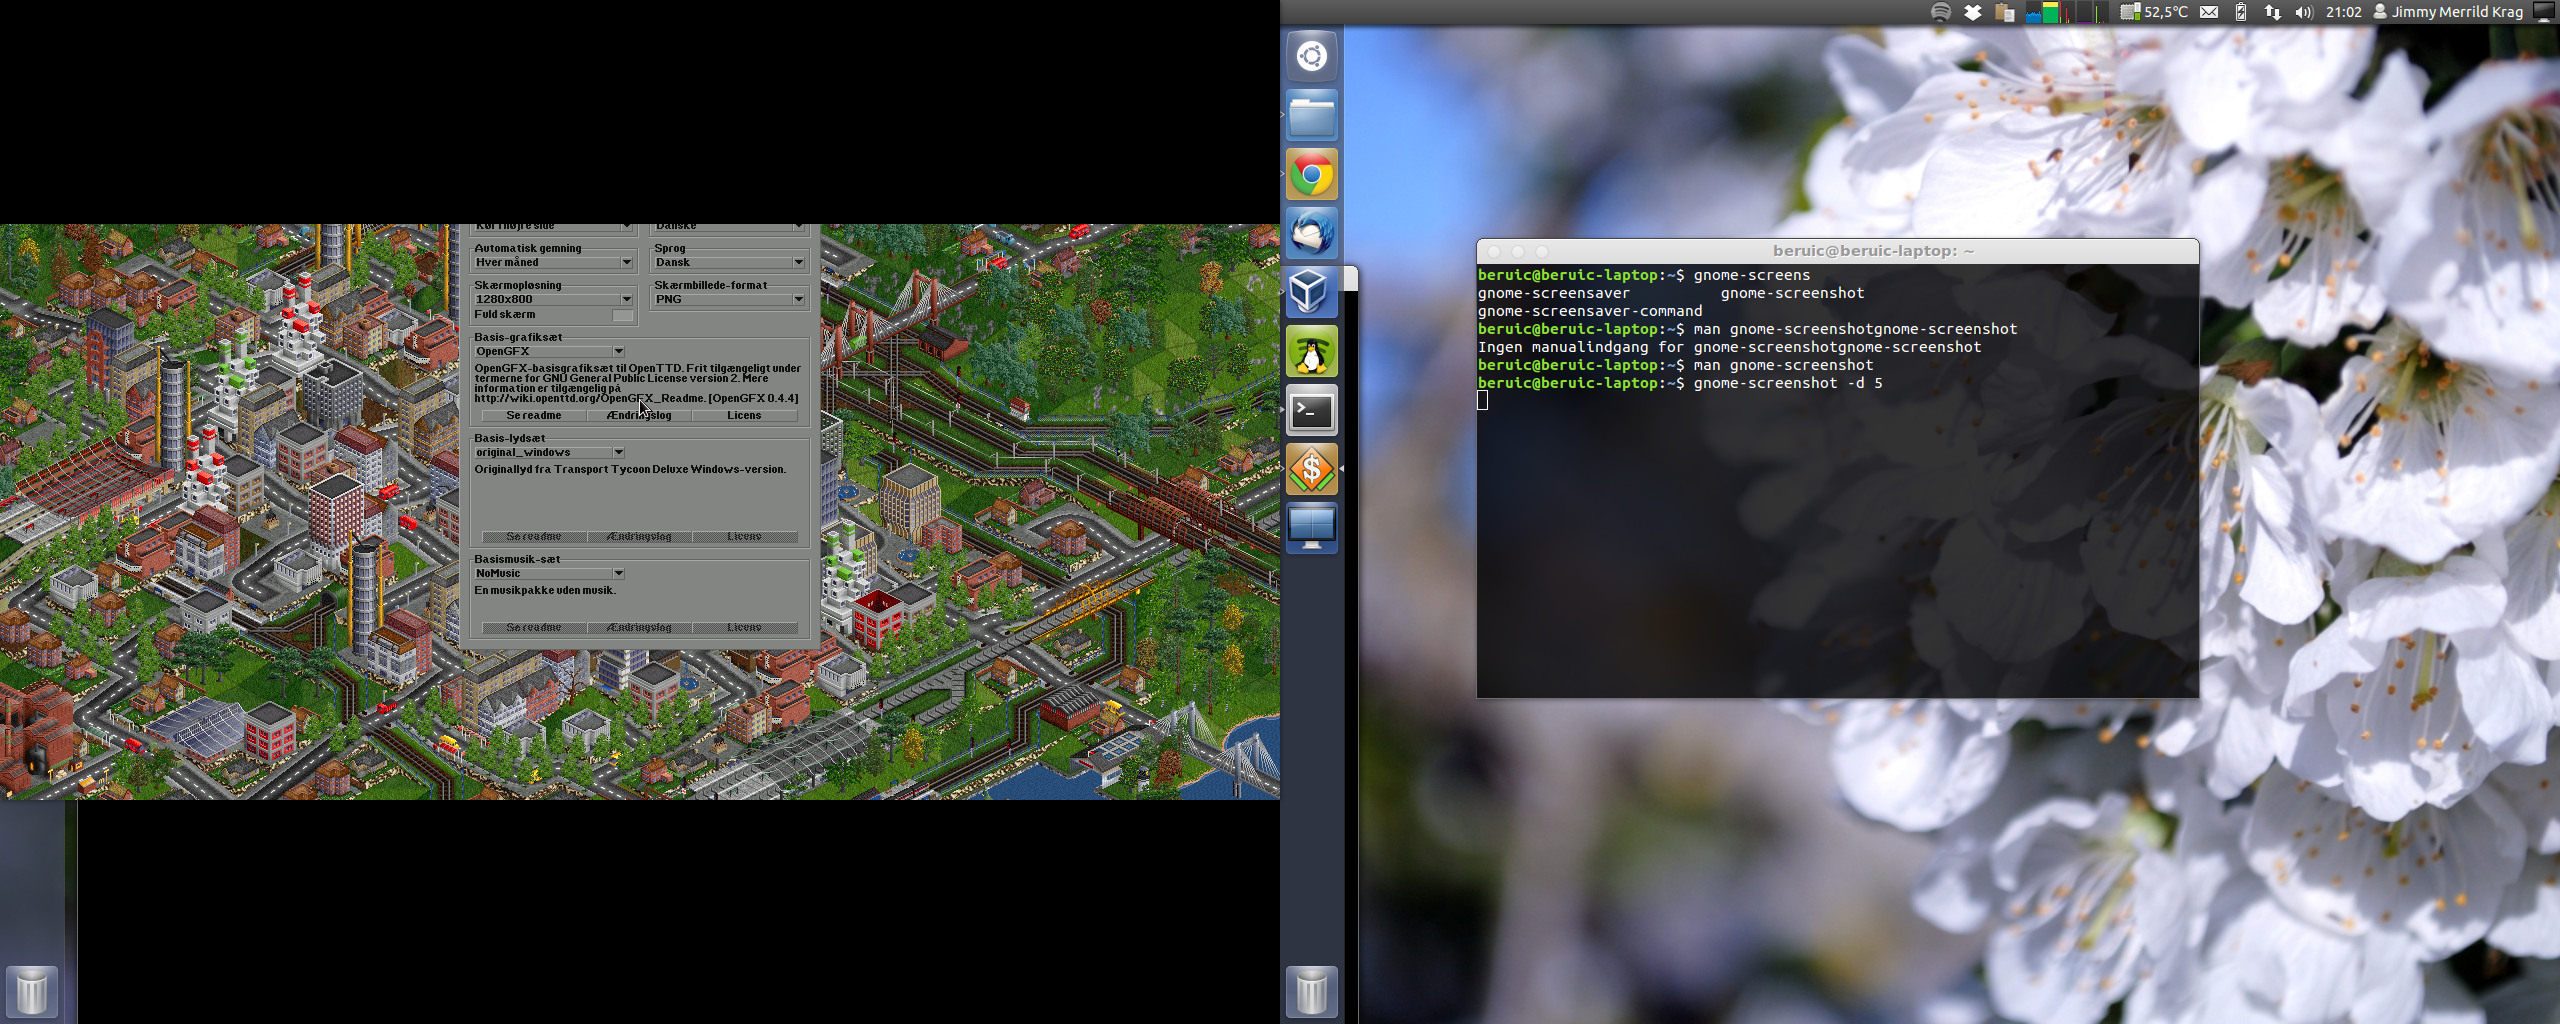 52,5°C
21:02
Jimmy Merrild Krag
Kør i højre side
Danske
Automatisk gemning
Hver måned
Sprog
Dansk
Skærmopløsning
1280x800
Fuld skærm
Skærmbillede-format
PNG
Basis-grafiksæt
OpenGFX
OpenGFX-basisgrafiksæt til OpenTTD. Frit tilgængeligt under
termerne for GNU General Public License version 2. Mere
information er tilgængelig på
http://wiki.openttd.org/OpenGFX_Readme. [OpenGFX 0.4.4]
Se readme
Ændringslog
Licens
Basis-lydsæt
original_windows
Original lyd fra Transport Tycoon Deluxe Windows-version.
Se readme
Ændringslog
Licens
Basismusik-sæt
NoMusic
En musikpakke uden musik.
Se readme
Ændringslog
Licens
beruic@beruic-laptop: ~
beruic@beruic-laptop:~$ gnome-screens
gnome-screensaver gnome-screenshot
gnome-screensaver-command
beruic@beruic-laptop:~$ man gnome-screenshotgnome-screenshot
Ingen manualindgang for gnome-screenshotgnome-screenshot
beruic@beruic-laptop:~$ man gnome-screenshot
beruic@beruic-laptop:~$ gnome-screenshot -d 5